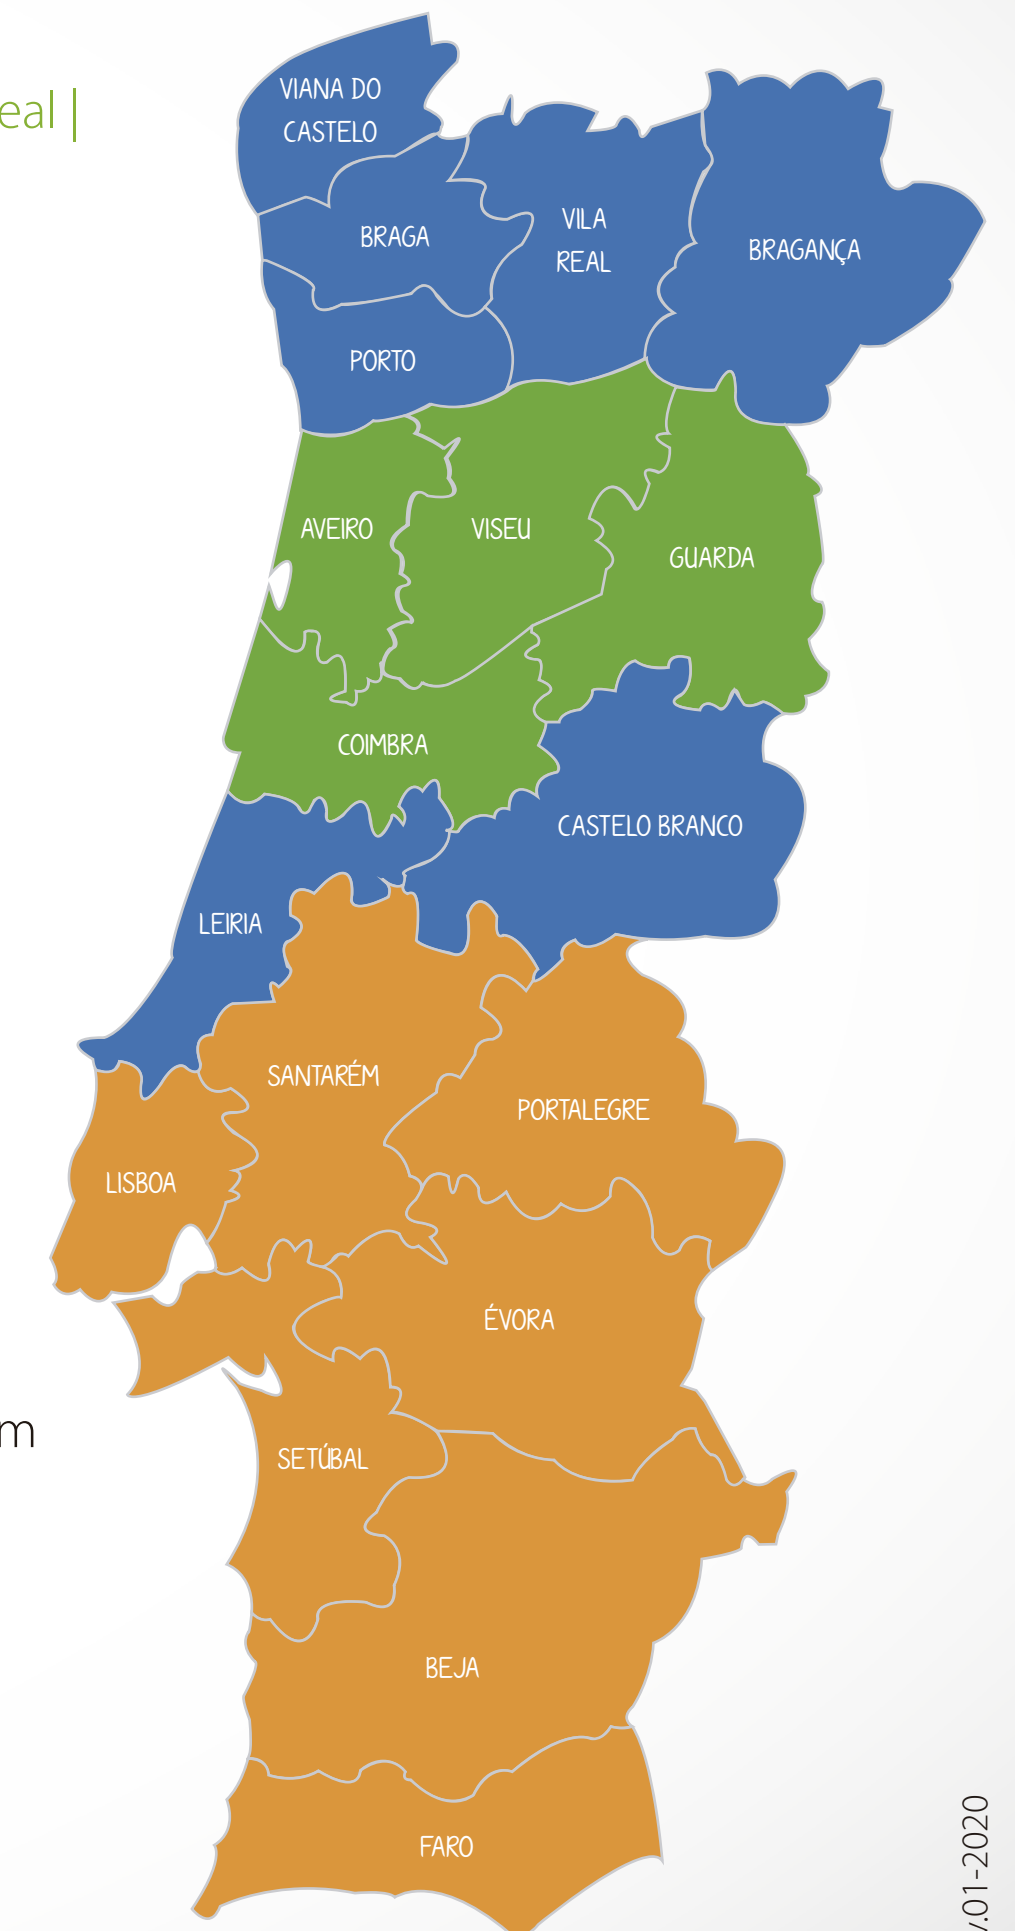 VIANA DO
CASTELO
eal |
VILA
REAL
BRAGA
BRAGANÇA
PORTO
AVEIRO
VISEU
GUARDA
COIMBRA
CASTELO BRANCO
LEIRIA
SANTARÉM
PORTALEGRE
LISBOA
ÉVORA
m
SETÚBAL
BEJA
FARO
v.01-2020